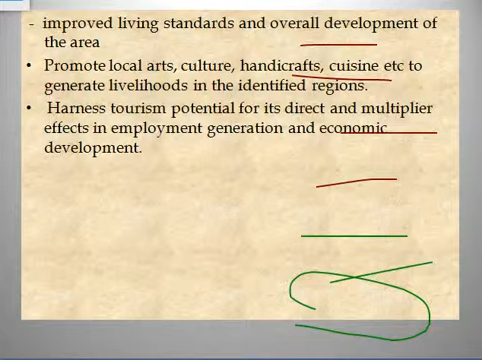 - improved living standards and overall development of
the area
• Promote local arts, culture, handicrafts, cuisine etc to
generate livelihoods in the identified regions.
• Harness tourism potential for its direct and multiplier
effects in employment generation and economic
development.